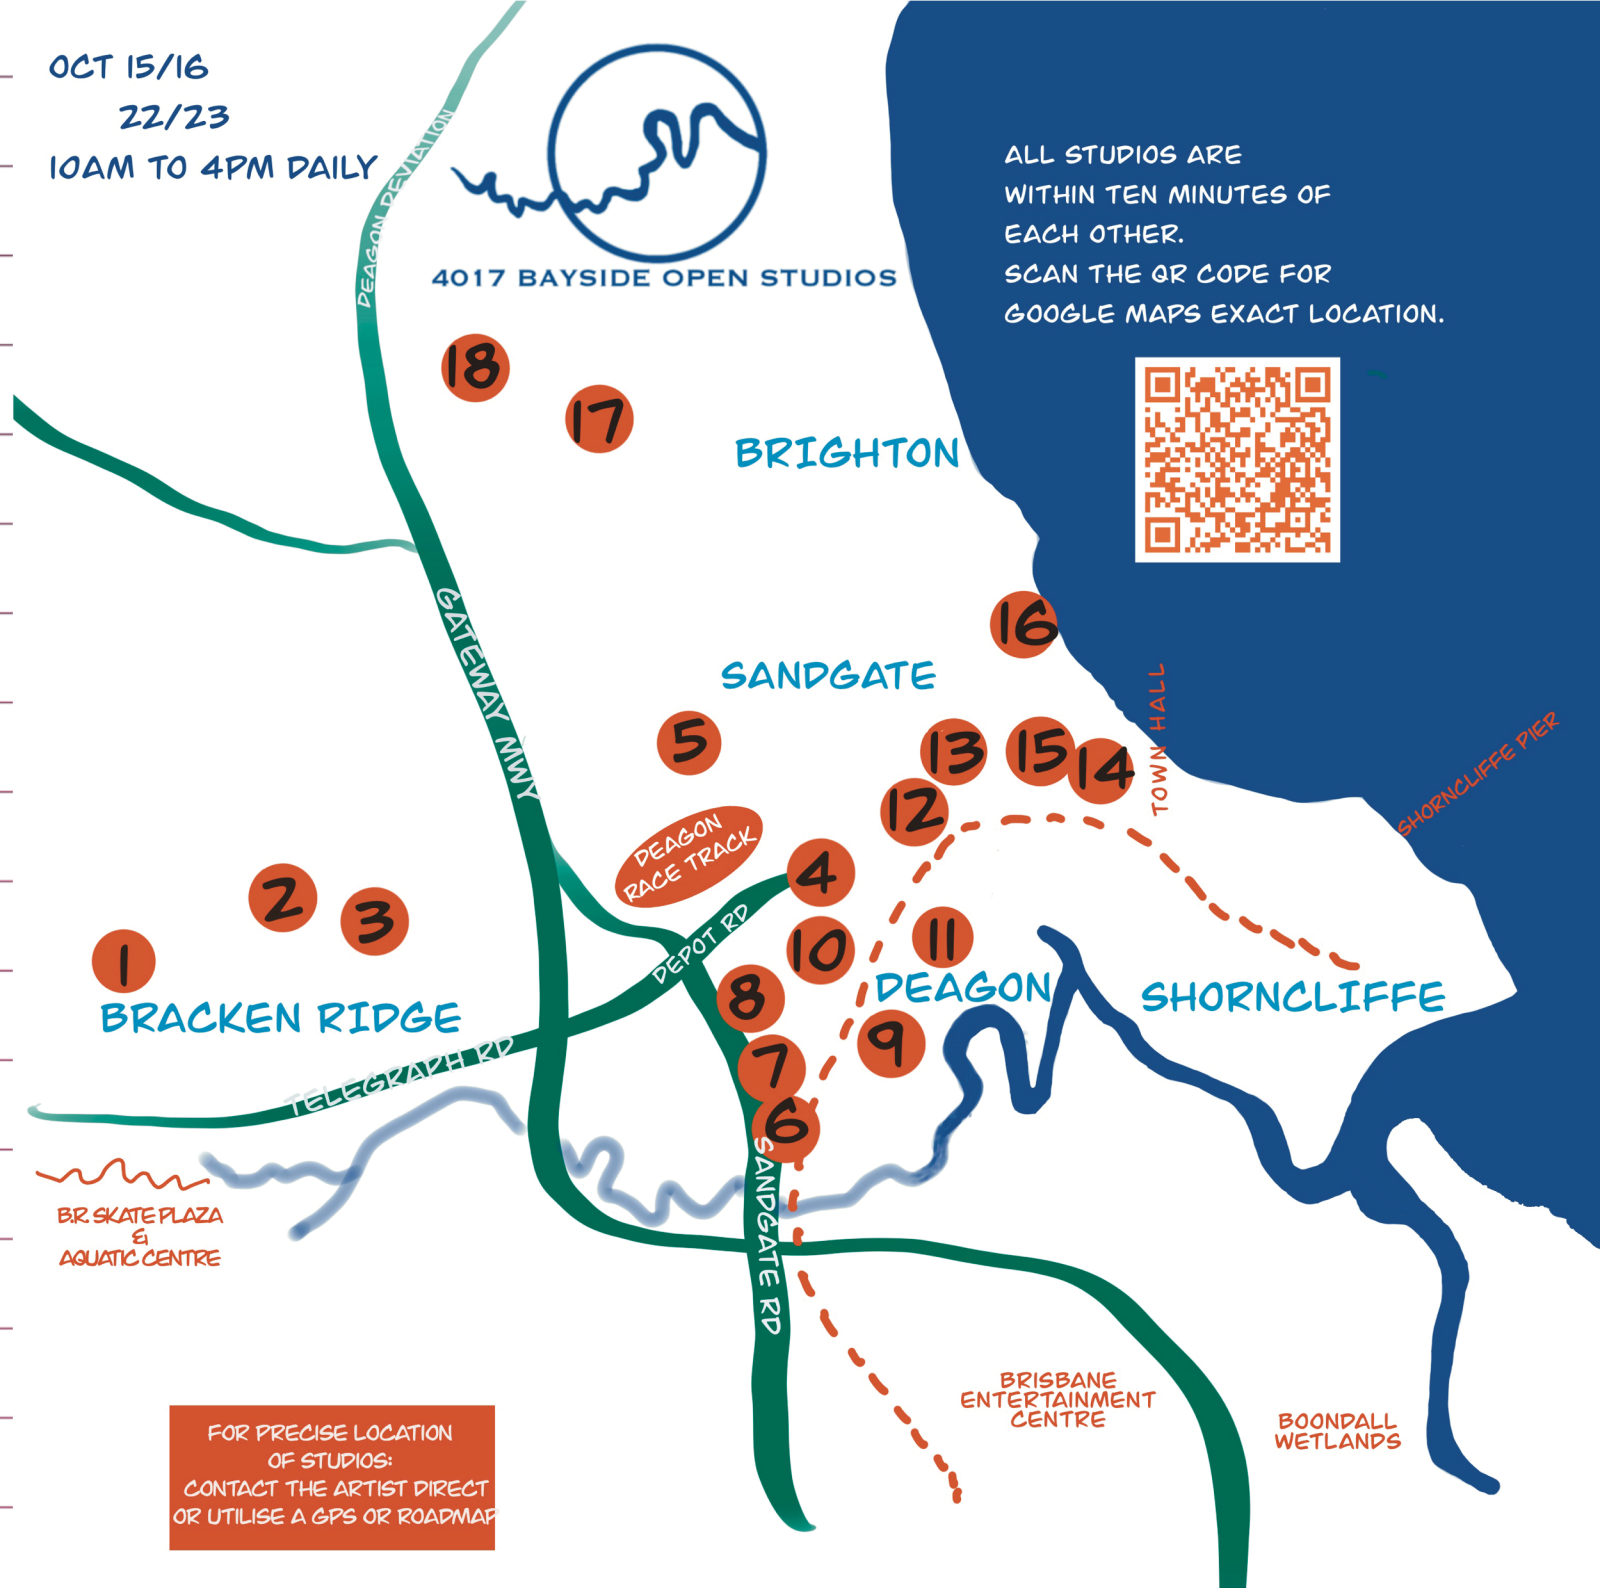 OCT 15/16
22/23
10AM TO 4PM DAILY
DEAGON DEVIATION
4017 BAYSIDE OPEN STUDIOS
ALL STUDIOS ARE
WITHIN TEN MINUTES OF
EACH OTHER.
SCAN THE QR CODE FOR
GOOGLE MAPS EXACT LOCATION.
18
17
BRIGHTON
GATEWAY MWY
16
SANDGATE
TOWN HALL
SHORNCLIFFE PIER
5
13
15
14
12
DEAGON
RACE TRACK
4
2
3
1
DEPOT RD
10
11
8
DEAGON
SHORNCLIFFE
BRACKEN RIDGE
9
7
TELEGRAPH RD
6
SANDGATE RD
B.R. SKATE PLAZA
&
AQUATIC CENTRE
BRISBANE
ENTERTAINMENT
CENTRE
BOONDALL
WETLANDS
FOR PRECISE LOCATION
OF STUDIOS:
CONTACT THE ARTIST DIRECT
OR UTILISE A GPS OR ROADMAP